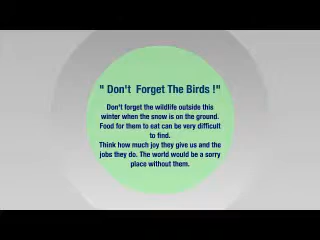 " Don't  Forget The Birds !"
Don't forget the wildlife outside this
winter when the snow is on the ground.
Food for them to eat can be very difficult
to find.
Think how much joy they give us and the
jobs they do. The world would be a sorry
place without them.